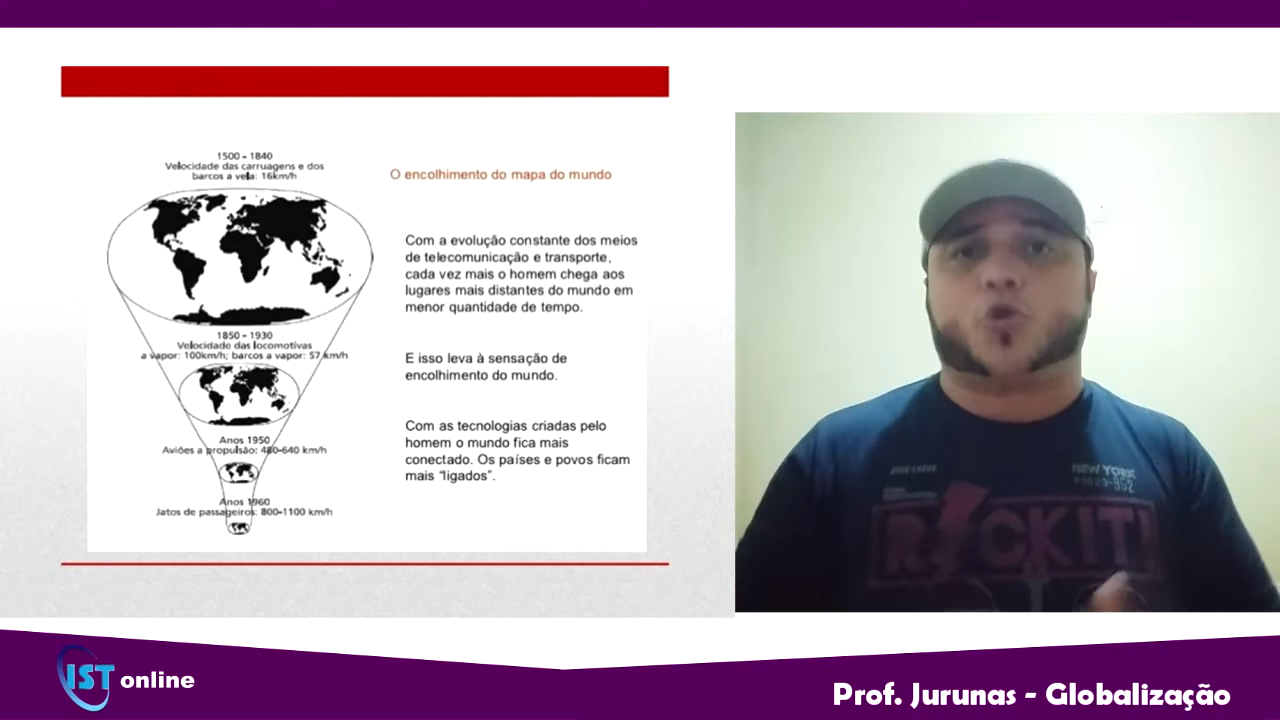 1500 - 1840
Velocidade das carruagens e dos
barcos a vela: 16km/h
O encolhimento do mapa do mundo
Com a evolução constante dos meios
de telecomunicação e transporte,
cada vez mais o homem chega aos
lugares mais distantes do mundo em
menor quantidade de tempo.
1850 - 1930
Velocidade das locomotivas
a vapor: 100km/h; barcos a vapor: 57 km/h
E isso leva à sensação de
encolhimento do mundo.
Anos 1950
Aviões a propulsão: 480-640 km/h
Com as tecnologias criadas pelo
homem o mundo fica mais
conectado. Os países e povos ficam
mais “ligados”.
Anos 1960
Jatos de passageiros: 800-1100 km/h
NEW YORK
ROCKIT!
IST online
Prof. Jurunas - Globalização